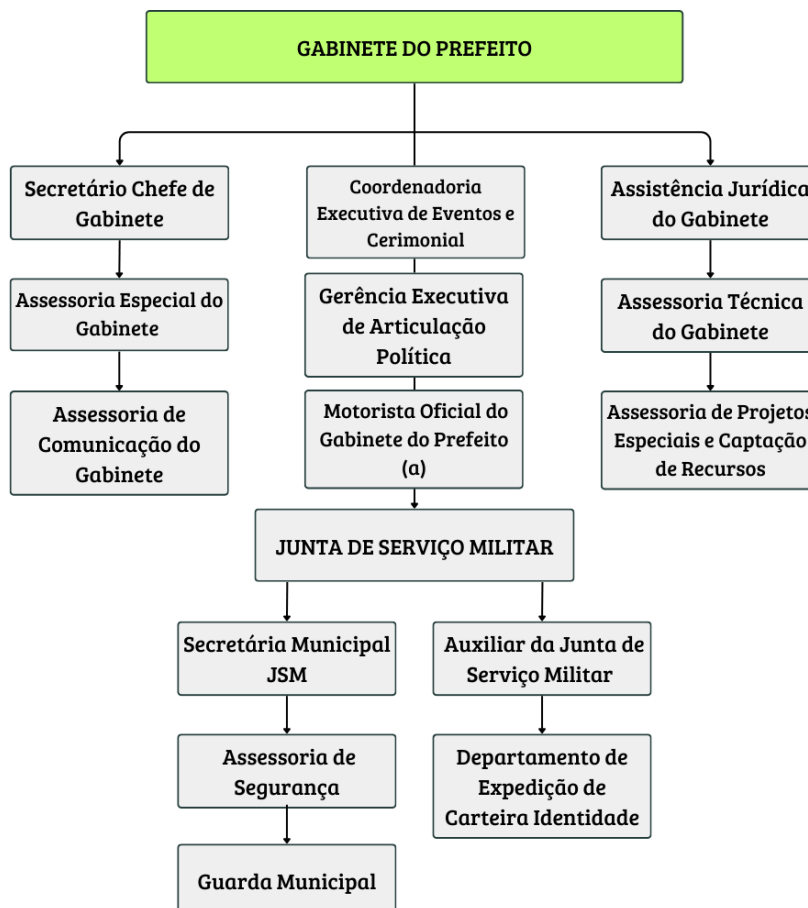 GABINETE DO PREFEITO
Secretário Chefe de
Gabinete
Coordenadoria
Executiva de Eventos e
Cerimonial
Assistência Jurídica
do Gabinete
Assessoria Especial do
Gabinete
Gerência Executiva
de Articulação
Política
Assessoria Técnica
do Gabinete
Assessoria de
Comunicação do
Gabinete
Motorista Oficial do
Gabinete do Prefeito
(a)
Assessoria de Projetos
Especiais e Captação
de Recursos
JUNTA DE SERVIÇO MILITAR
Secretária Municipal
JSM
Auxiliar da Junta de
Serviço Militar
Assessoria de
Segurança
Departamento de
Expedição de
Carteira Identidade
Guarda Municipal